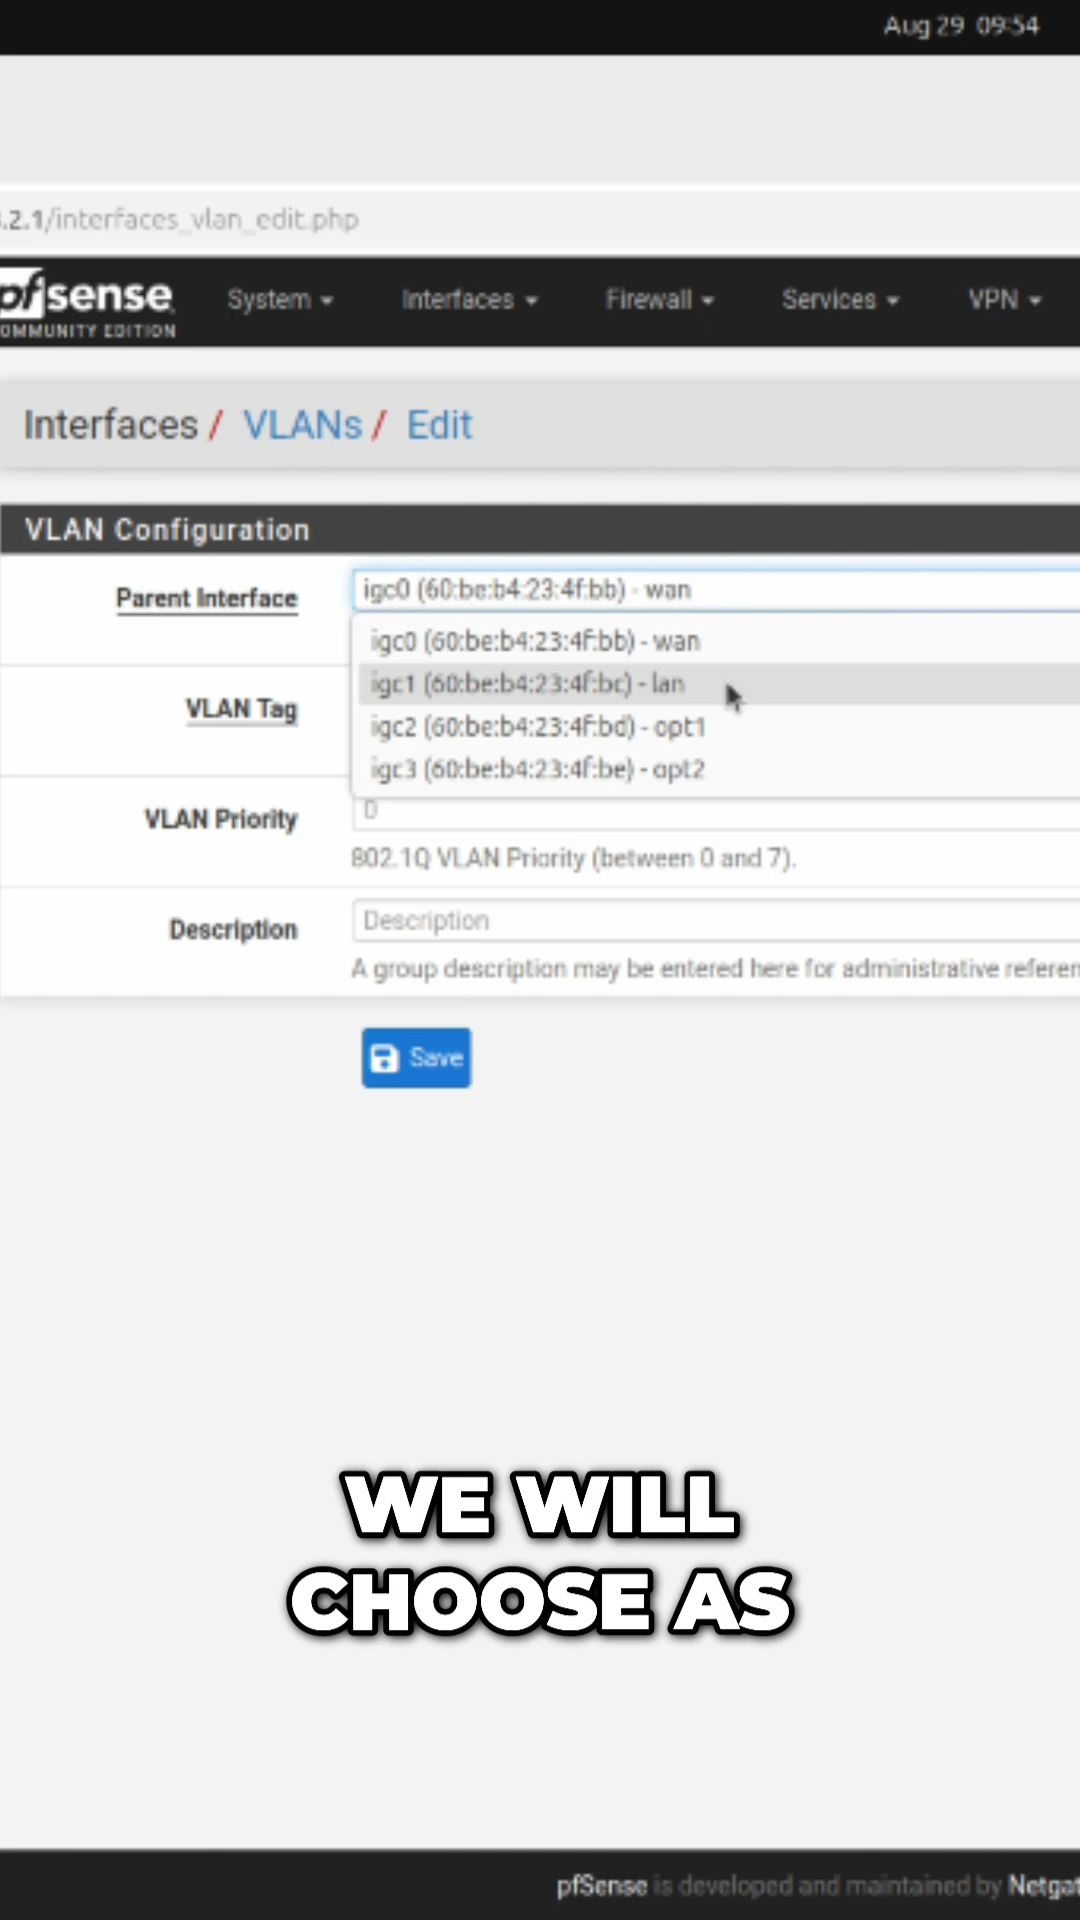 Aug 29 09:54
.2.1/interfaces_vlan_edit.php
pfsense
OMMUNITY EDITION
System Interfaces Firewall Services VPN
Interfaces / VLANs / Edit
VLAN Configuration
Parent Interface
igc0 (60:be:b4:23:4f:bb) - wan
igc0 (60:be:b4:23:4f:bb) - wan
igc1 (60:be:b4:23:4f:bc) - lan
igc2 (60:be:b4:23:4f:bd) - opt1
igc3 (60:be:b4:23:4f:be) - opt2
VLAN Tag
VLAN Priority
0
802.1Q VLAN Priority (between 0 and 7).
Description
Description
A group description may be entered here for administrative referen
Save
WE WILL
CHOOSE AS
pfSense is developed and maintained by Netgat